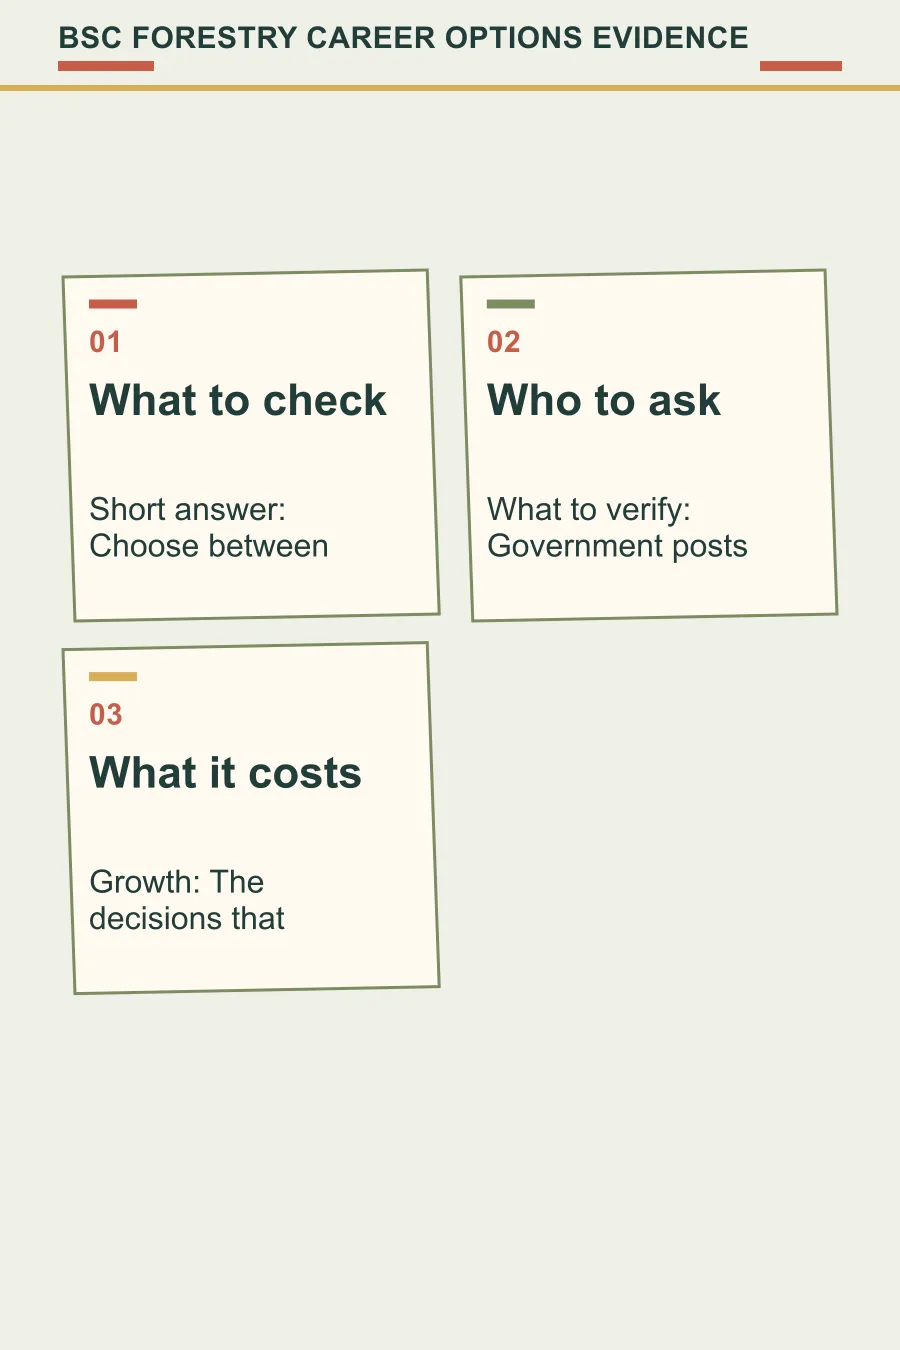 BSC FORESTRY CAREER OPTIONS EVIDENCE
01
What to check
Short answer:
Choose between
02
Who to ask
What to verify:
Government posts
03
What it costs
Growth: The
decisions that